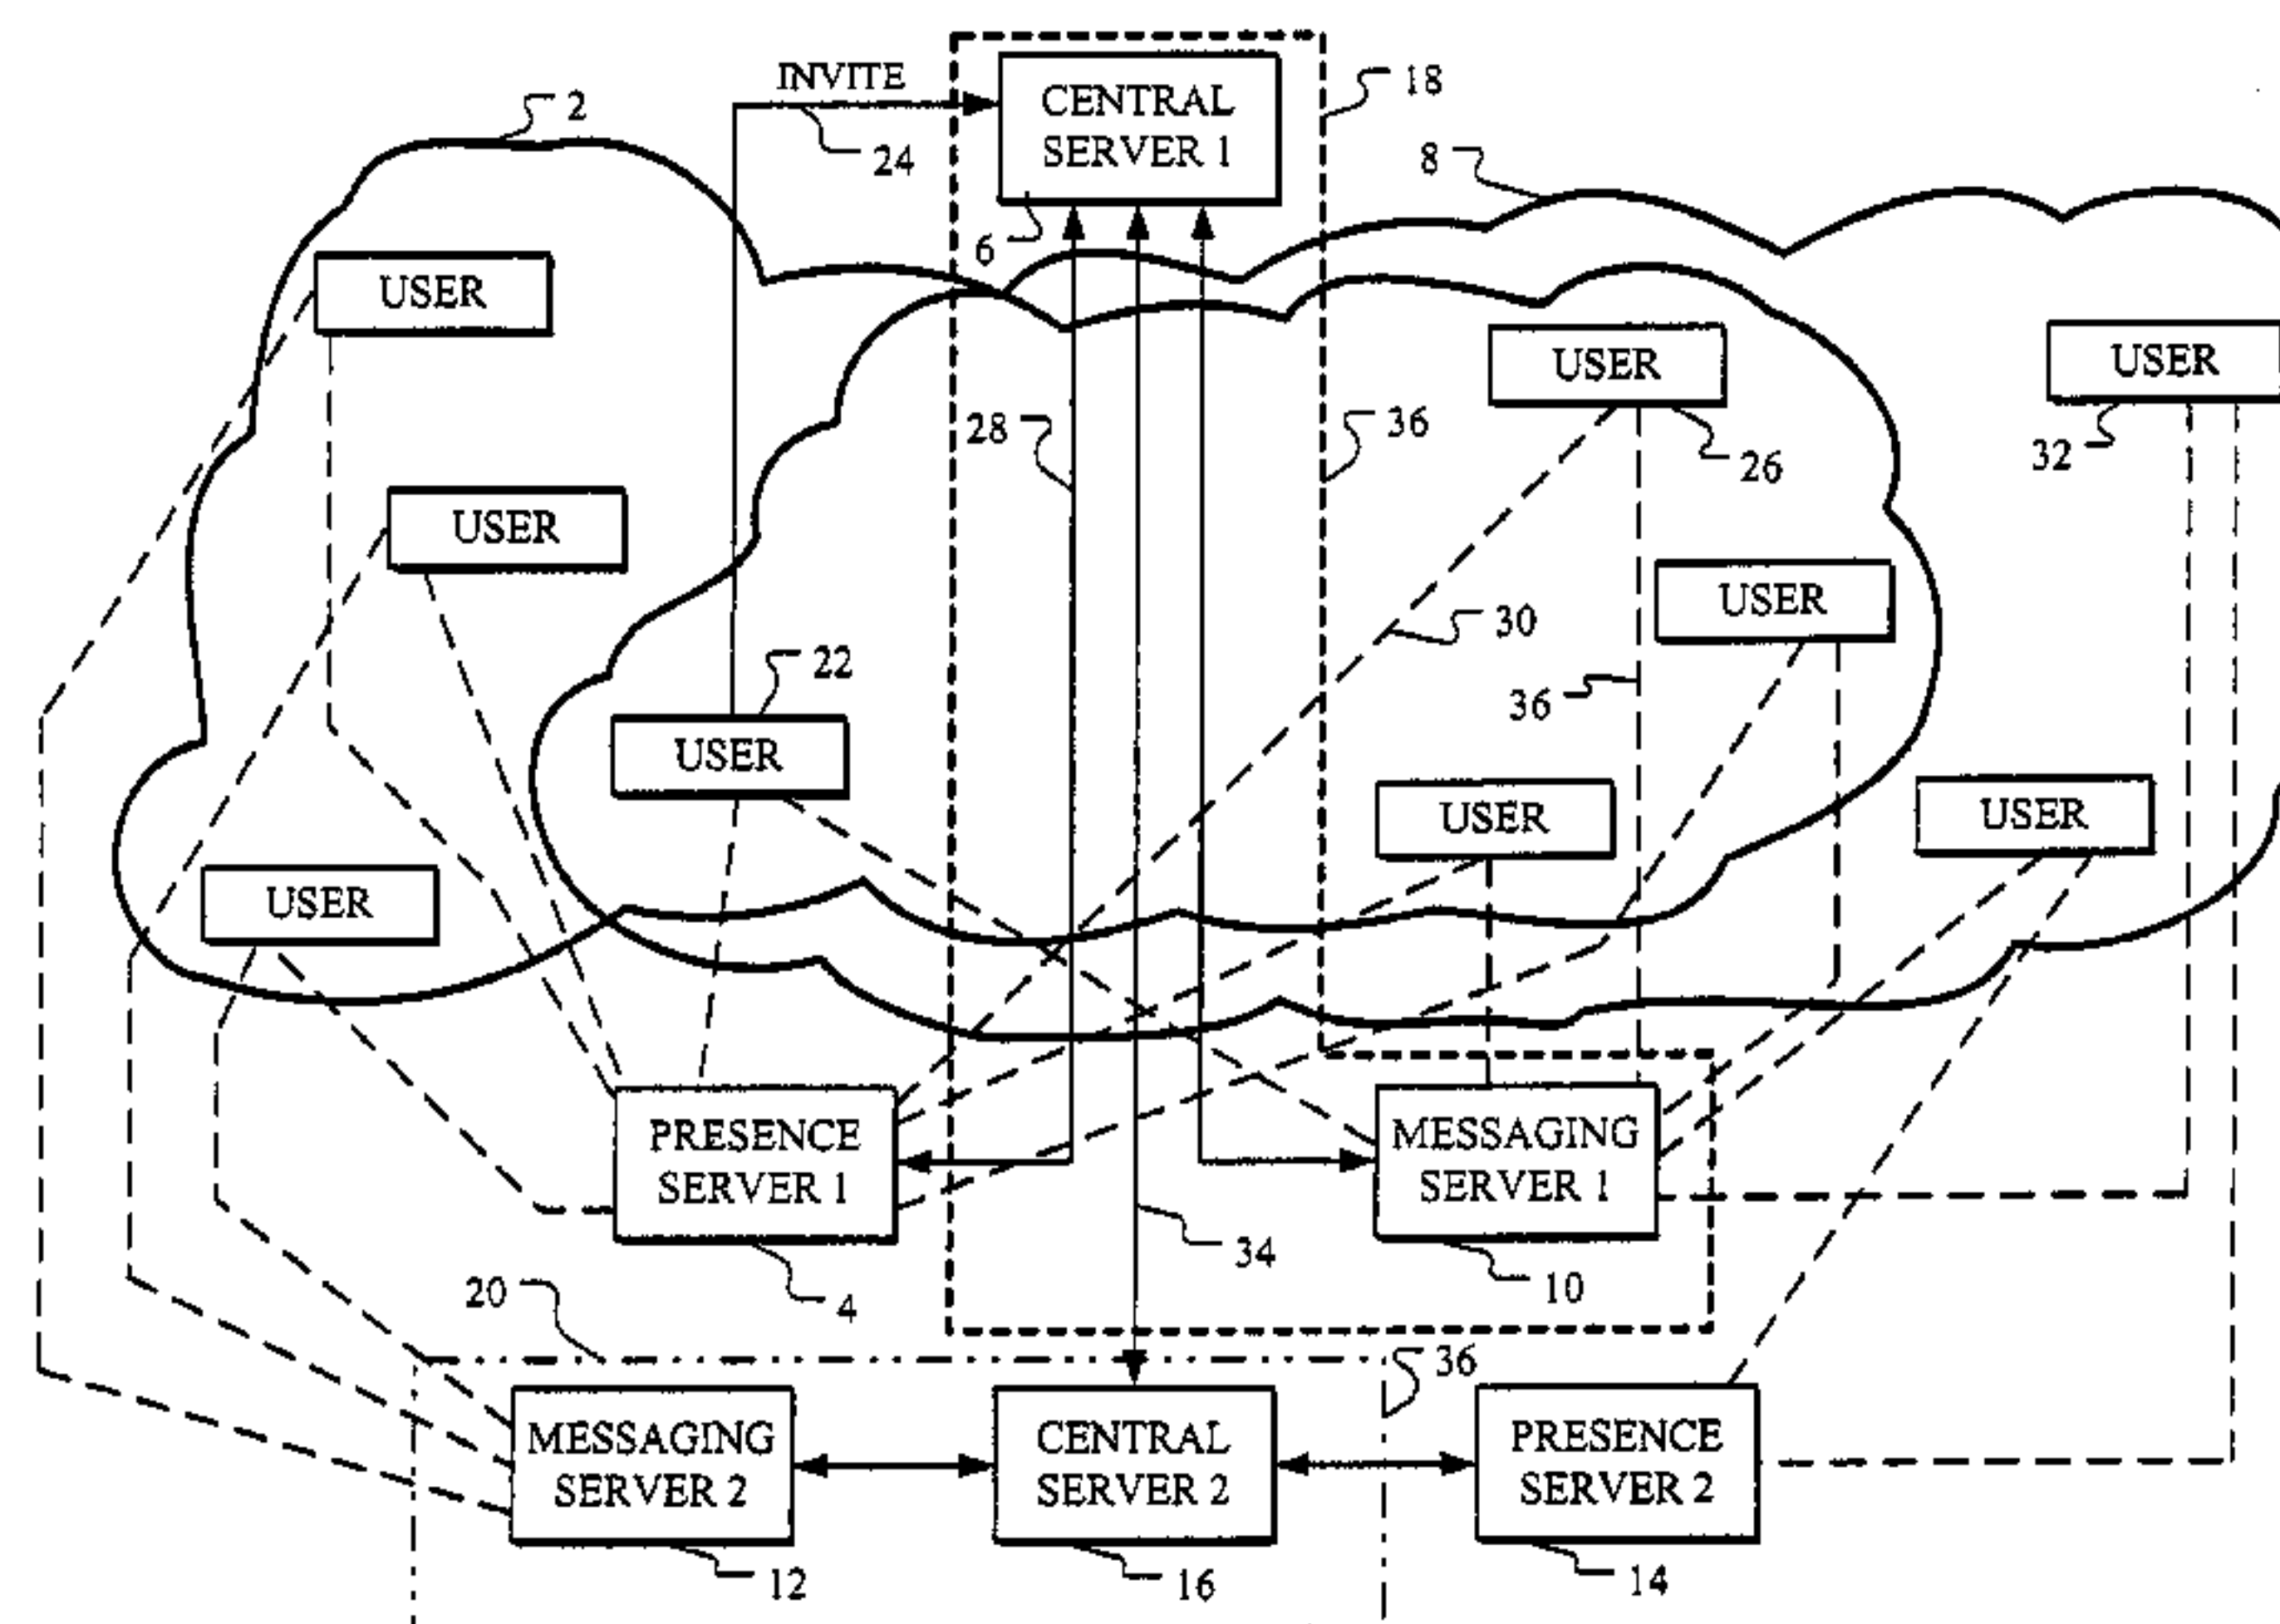 INVITE
CENTRAL
SERVER 1
18
2
24
8
6
USER
USER
USER
28
36
26
32
USER
USER
30
22
36
USER
USER
USER
USER
PRESENCE
SERVER 1
MESSAGING
SERVER 1
34
20
4
10
36
MESSAGING
SERVER 2
CENTRAL
SERVER 2
PRESENCE
SERVER 2
12
16
14